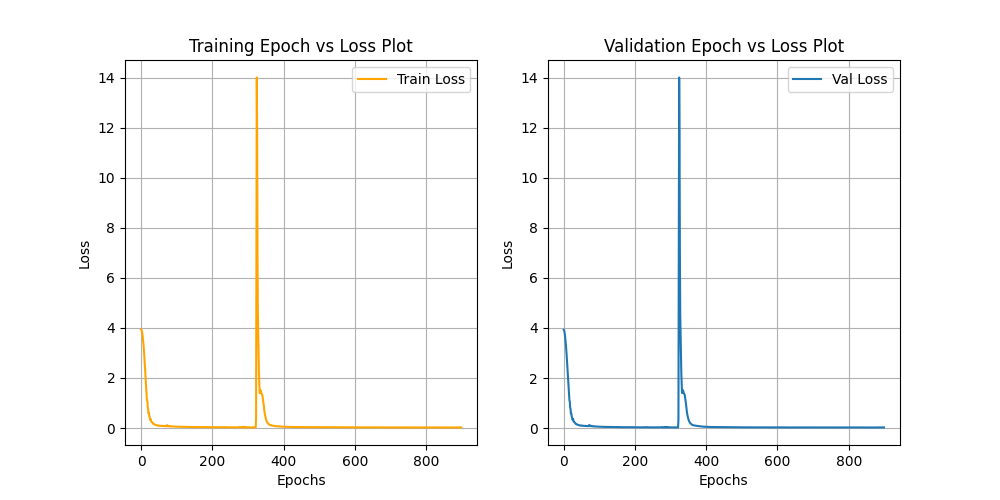 Training Epoch vs Loss Plot
Train Loss
14
12
10
8
6
4
2
0
Loss
0 200 400 600 800
Epochs
Validation Epoch vs Loss Plot
Val Loss
14
12
10
8
6
4
2
0
Loss
0 200 400 600 800
Epochs